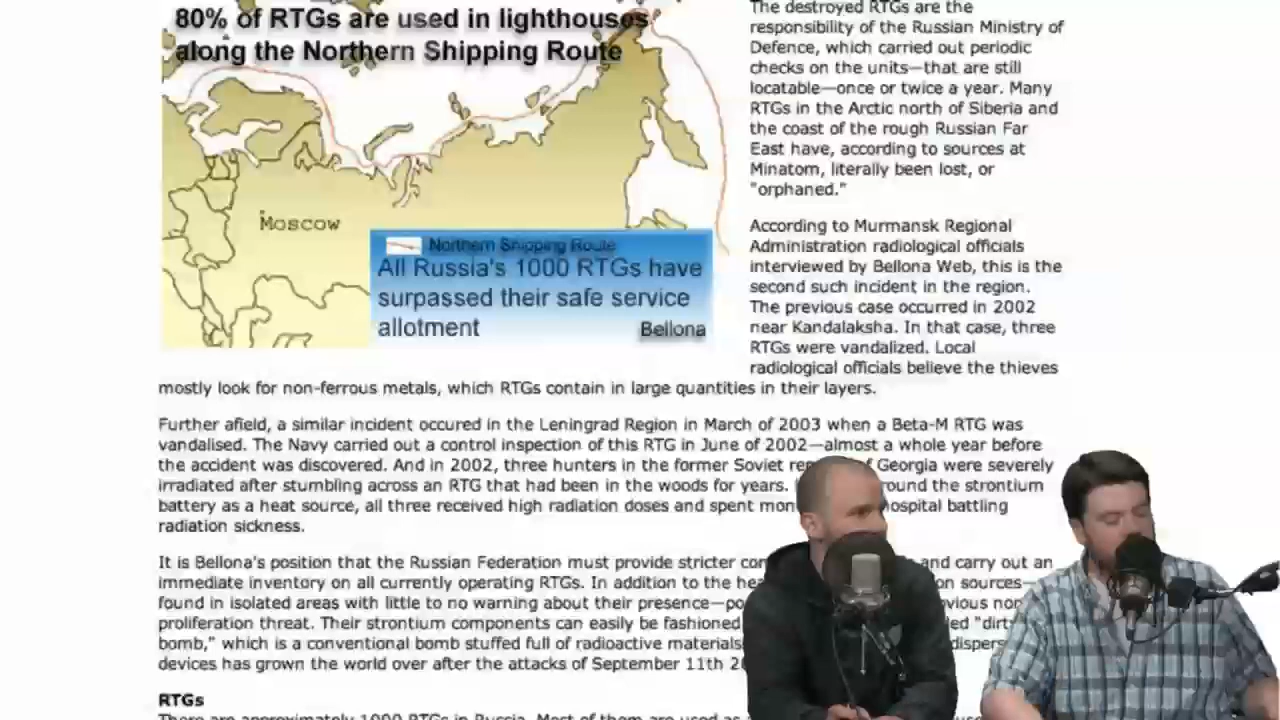 80% of RTGs are used in lighthouses
along the Northern Shipping Route
Moscow
Northern Shipping Route
All Russia's 1000 RTGs have
surpassed their safe service
allotment
Bellona
The destroyed RTGs are the
responsibility of the Russian Ministry of
Defence, which carried out periodic
checks on the units—that are still
locatable—once or twice a year. Many
RTGs in the Arctic north of Siberia and
the coast of the rough Russian Far
East have, according to sources at
Minatom, literally been lost, or
"orphaned."
According to Murmansk Regional
Administration radiological officials
interviewed by Bellona Web, this is the
second such incident in the region.
The previous case occurred in 2002
near Kandalaksha. In that case, three
RTGs were vandalized. Local
radiological officials believe the thieves
mostly look for non-ferrous metals, which RTGs contain in large quantities in their layers.
Further afield, a similar incident occured in the Leningrad Region in March of 2003 when a Beta-M RTG was
vandalised. The Navy carried out a control inspection of this RTG in June of 2002—almost a whole year before
the accident was discovered. And in 2002, three hunters in the former Soviet Georgia were severely
irradiated after stumbling across an RTG that had been in the woods for years. the strontium
battery as a heat source, all three received high radiation doses and spent hospital battling
radiation sickness.
It is Bellona's position that the Russian Federation must provide stricter and carry out an
immediate inventory on all currently operating RTGs. In addition to the sources—
found in isolated areas with little to no warning about their
proliferation threat. Their strontium components can easily be fashioned "dirty
bomb," which is a conventional bomb stuffed full of radioactive materials
devices has grown the world over after the attacks of September 11th
RTGs
There are approximately 1000 RTGs in Russia. Most of them are used as